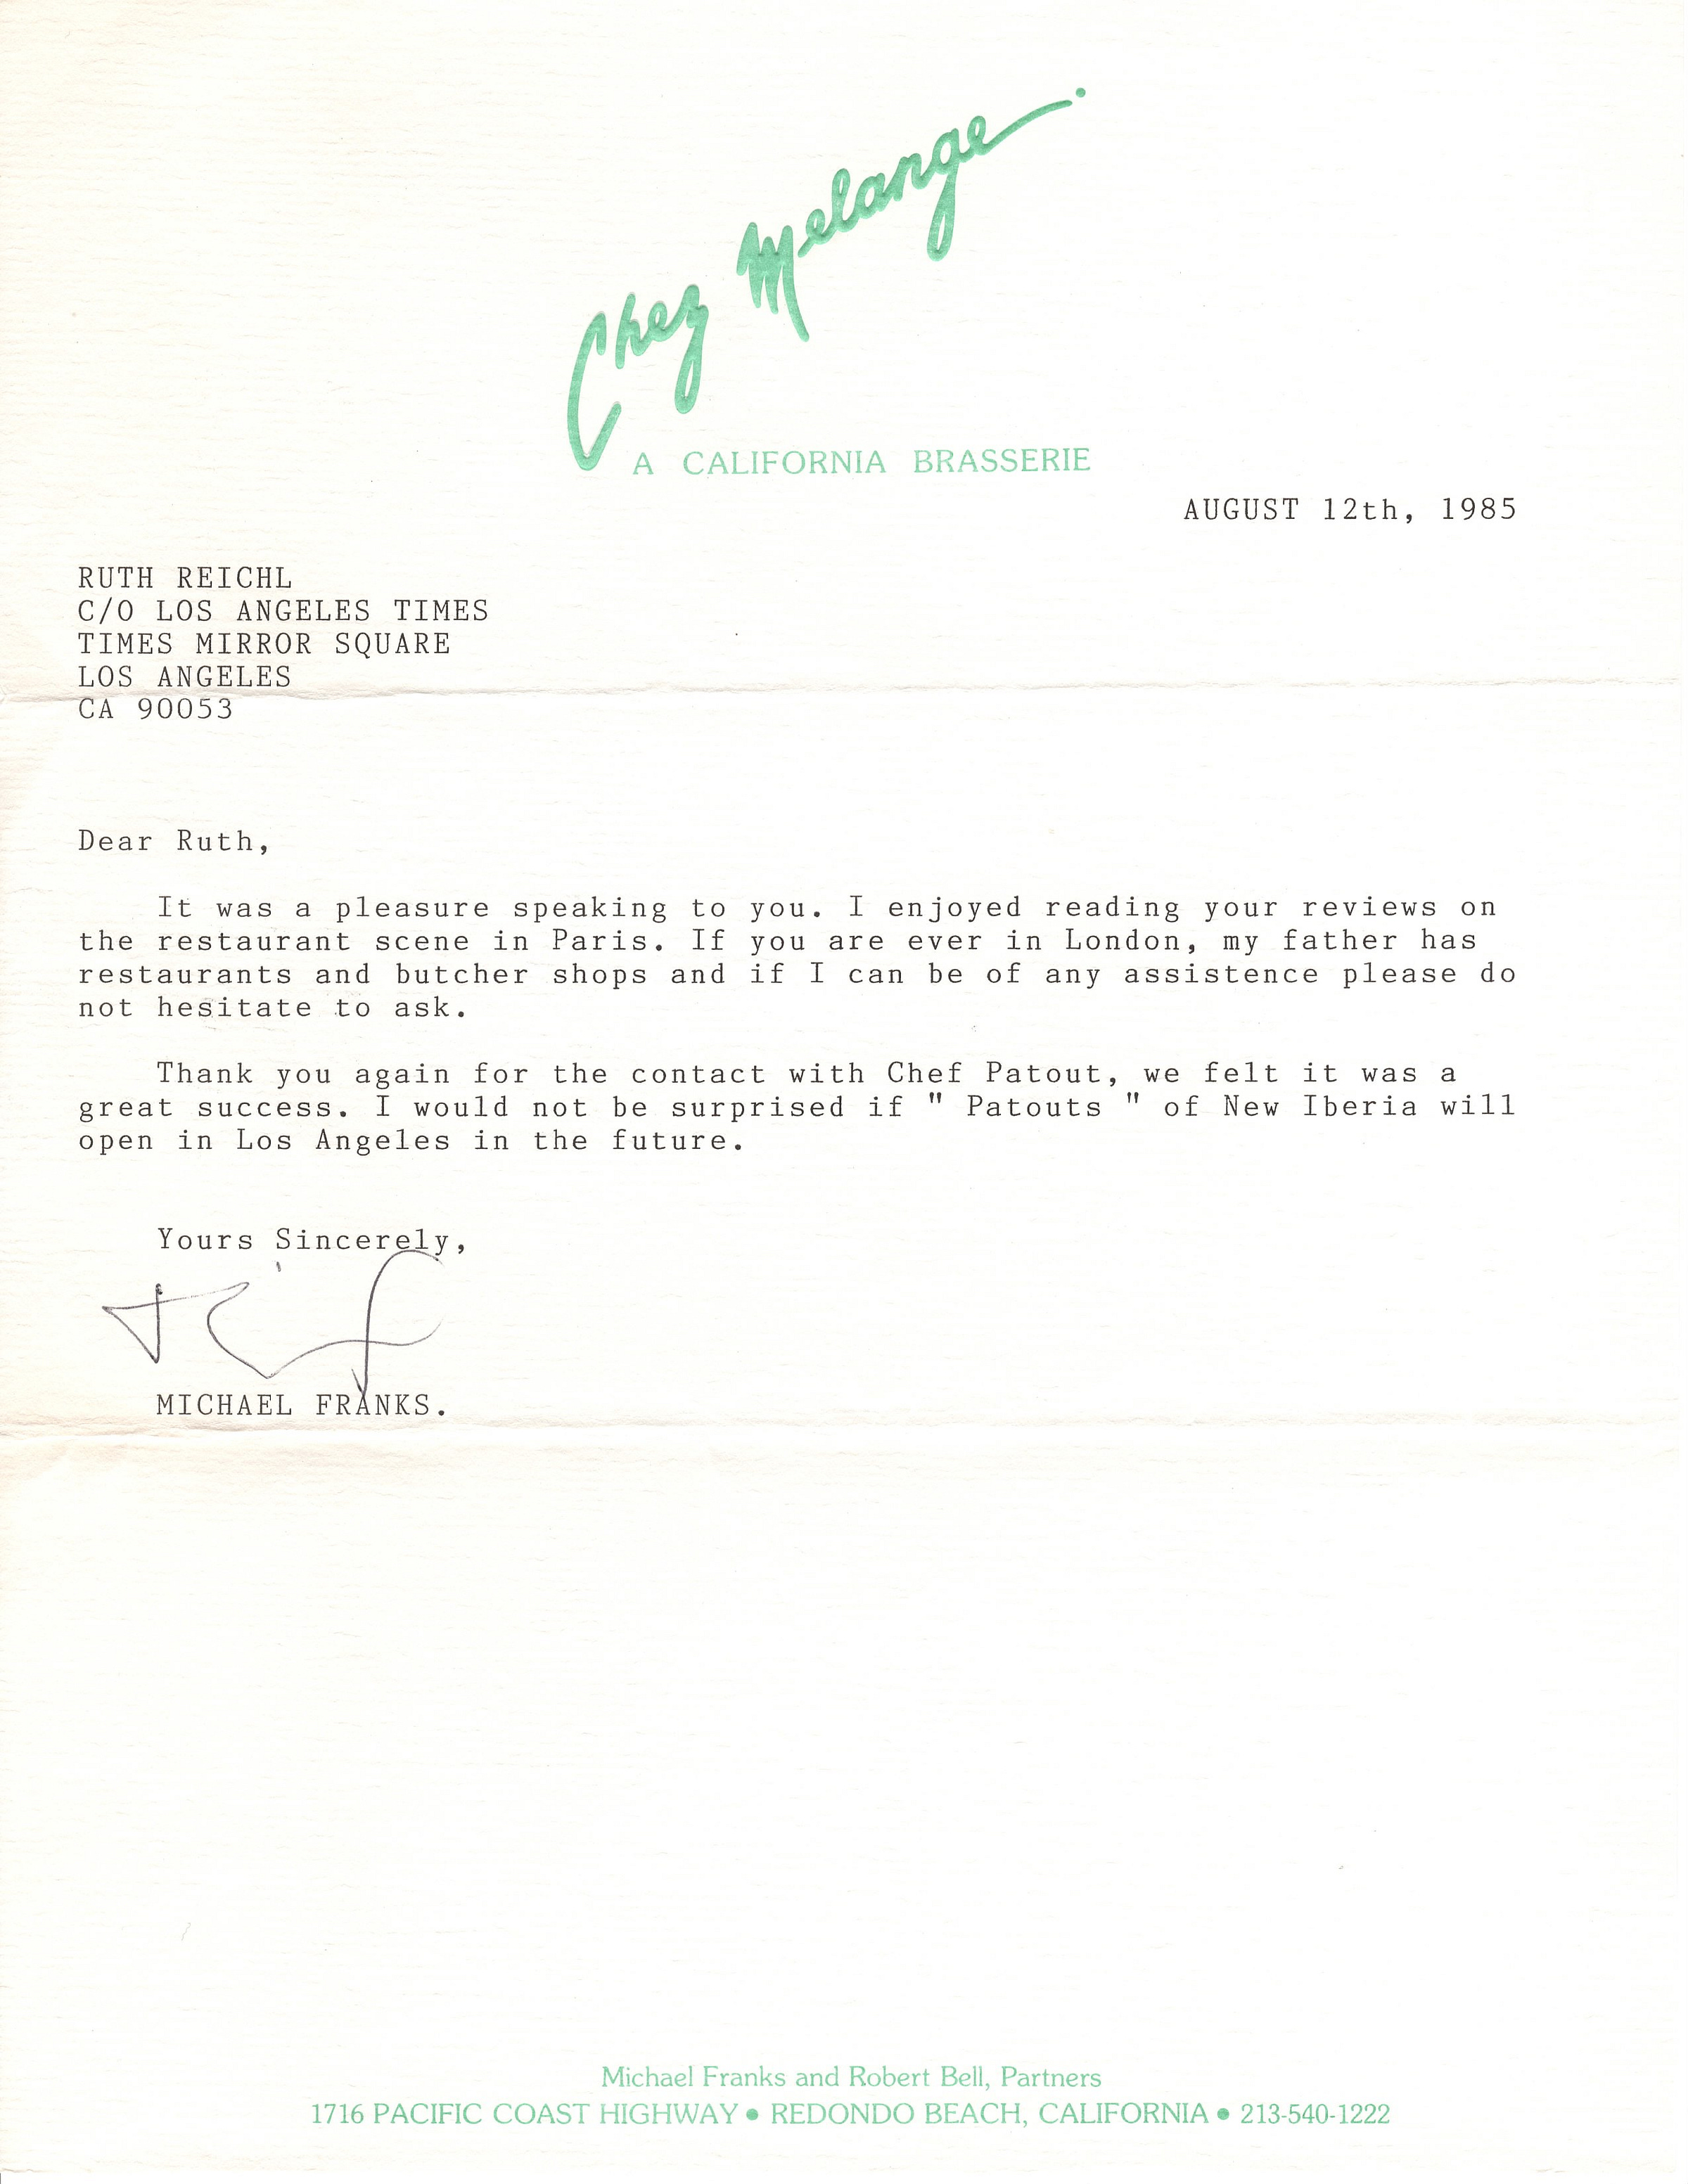 Chez Melange
A CALIFORNIA BRASSERIE
AUGUST 12th, 1985
RUTH REICHL
C/O LOS ANGELES TIMES
TIMES MIRROR SQUARE
LOS ANGELES
CA 90053
Dear Ruth,
It was a pleasure speaking to you. I enjoyed reading your reviews on
the restaurant scene in Paris. If you are ever in London, my father has
restaurants and butcher shops and if I can be of any assistence please do
not hesitate to ask.
Thank you again for the contact with Chef Patout, we felt it was a
great success. I would not be surprised if " Patouts " of New Iberia will
open in Los Angeles in the future.
Yours Sincerely,
MICHAEL FRANKS.
Michael Franks and Robert Bell, Partners
1716 PACIFIC COAST HIGHWAY • REDONDO BEACH, CALIFORNIA • 213-540-1222